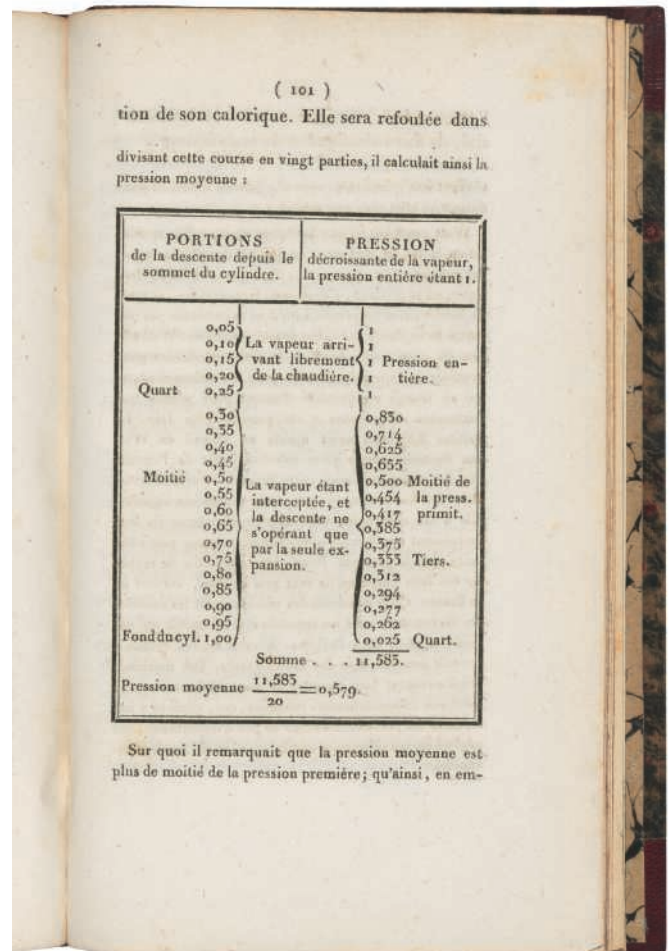 ( 101 )
tion de son calorique. Elle sera refoulée dans
divisant cette course en vingt parties, il calculait ainsi la
pression moyenne :
PORTIONS
de la descente depuis le
sommet du cylindre.
PRESSION
décroissante de la vapeur,
la pression entière étant 1.
0,05
0,10
0,15
0,20
Quart 0,25
La vapeur arri-
vant librement
de la chaudière.
1
1
1
1
1
Pression en-
tière.
0,30
0,35
0,40
0,45
Moitié 0,50
0,55
0,60
0,65
0,70
0,75
0,80
0,85
0,90
0,95
Fond du cyl. 1,00
La vapeur étant
interceptée, et
la descente ne
s'opérant que
par la seule ex-
pansion.
0,830
0,714
0,625
0,655
0,500 Moitié de
0,454 la press.
0,417 primit.
0,385
0,375
0,333 Tiers.
0,312
0,294
0,277
0,262
0,025 Quart.
Somme . . . 11,583.
Pression moyenne 11,583
20
=0,579.
Sur quoi il remarquait que la pression moyenne est
plus de moitié de la pression première; qu'ainsi, en em-